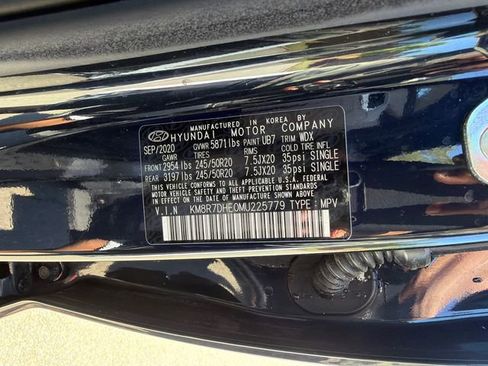 MANUFACTURED IN KOREA BY
HYUNDAI MOTOR COMPANY
SEP/2020 GVWR 5871lbs PAINT UB7 TRIM WDX
GAWR TIRES RIMS COLD TIRE INFL
FRONT 2954 lbs 245/50R20 7.5JX20 35psi SINGLE
REAR 3197 lbs 245/50R20 7.5JX20 35psi SINGLE
THIS VEHICLE CONFORMS TO ALL APPLICABLE U.S.A. FEDERAL
MOTOR VEHICLE SAFETY AND THEFT PREVENTION STANDARDS
IN EFFECT ON THE DATE OF MANUFACTURE SHOWN ABOVE.
V.I.N KM8R7DHE0MU225779 TYPE: MPV